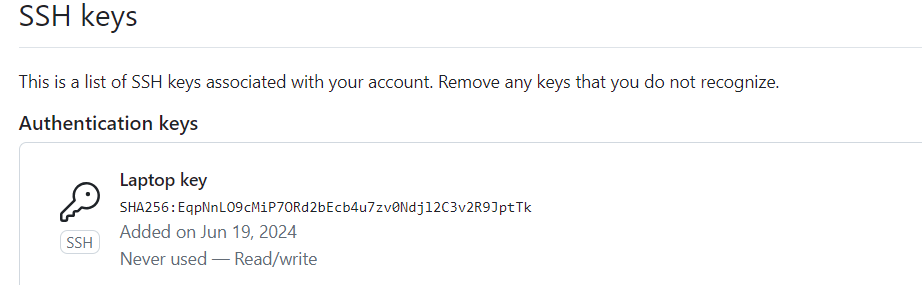 SSH keys
This is a list of SSH keys associated with your account. Remove any keys that you do not recognize.
Authentication keys
Laptop key
SHA256:EqpNnLO9cMiP7ORd2bEcb4u7zv0Ndjl2C3v2R9JptTk
Added on Jun 19, 2024
SSH
Never used — Read/write